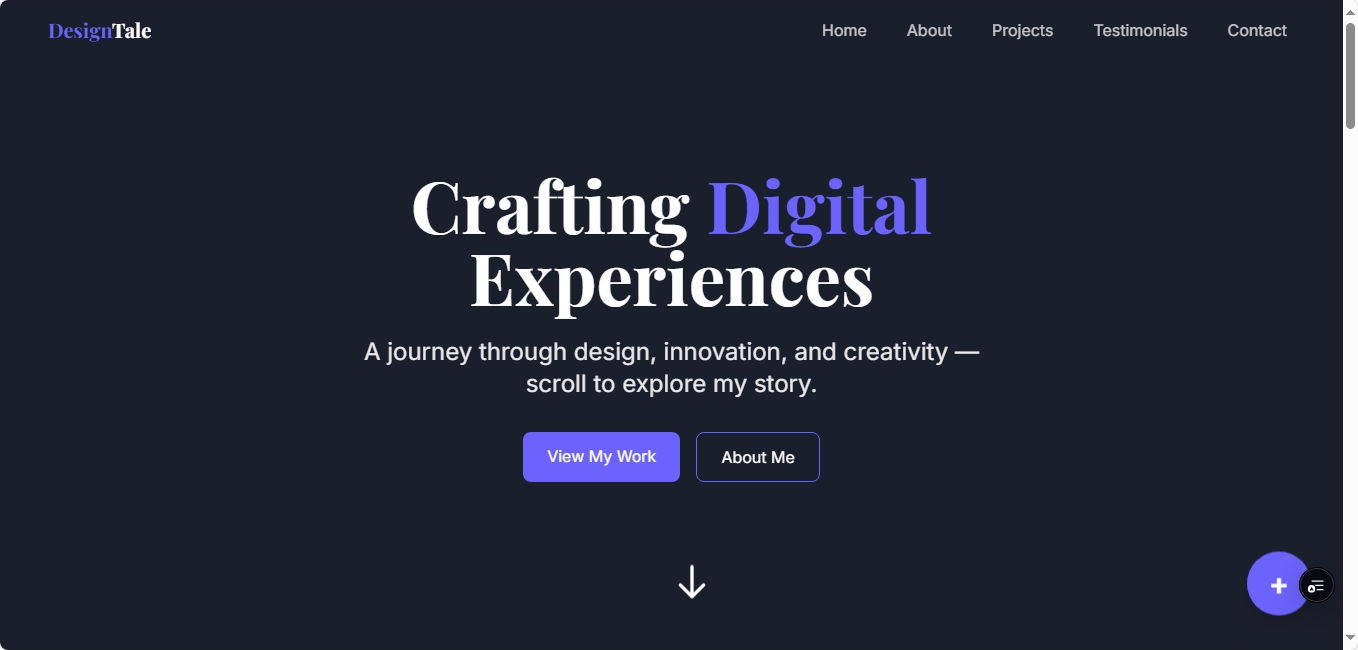 DesignTale
Home About Projects Testimonials Contact
Crafting Digital
Experiences
A journey through design, innovation, and creativity —
scroll to explore my story.
View My Work About Me